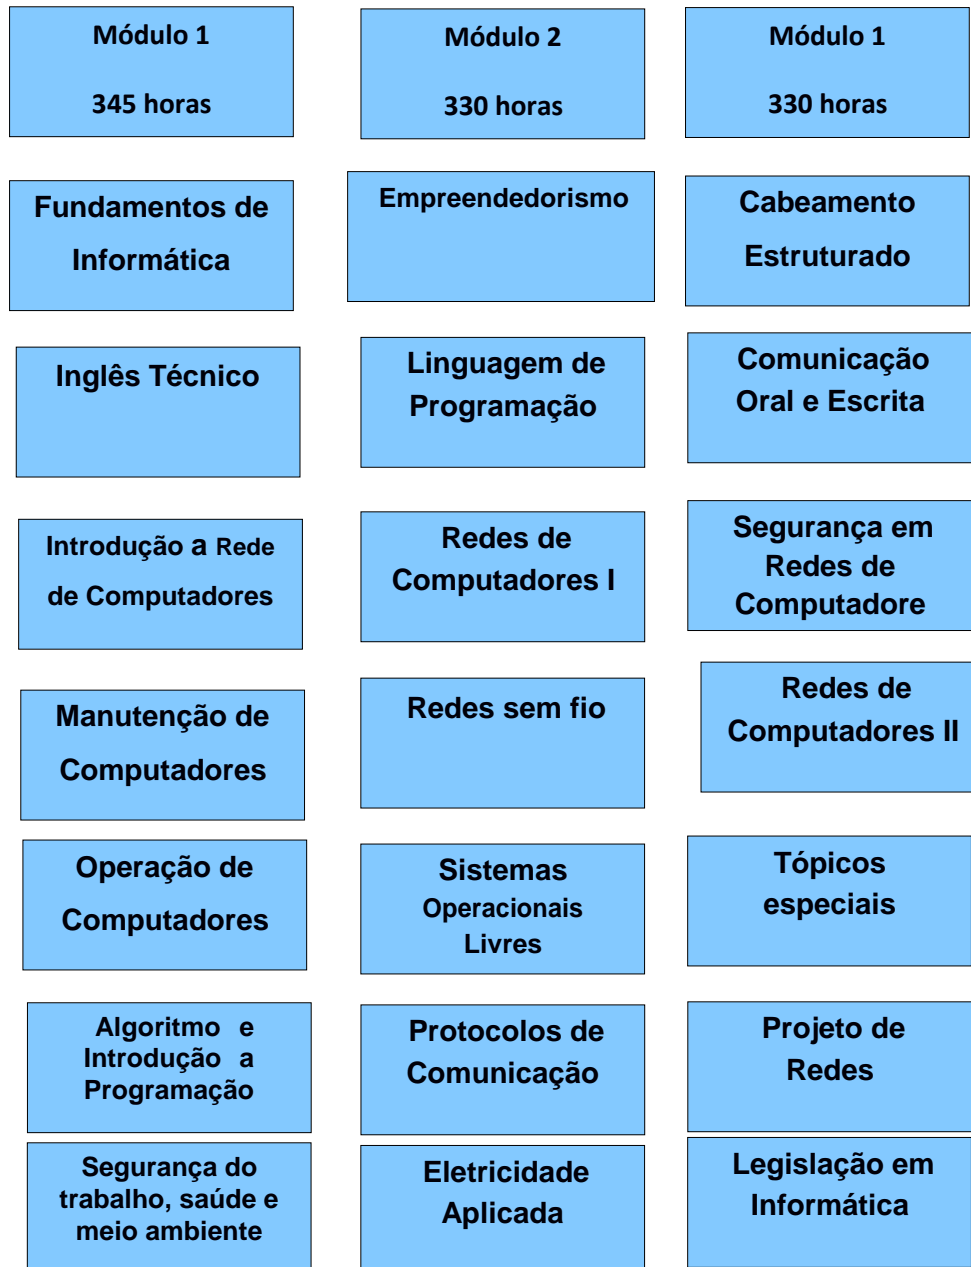 Módulo 1
345 horas
Módulo 2
330 horas
Módulo 1
330 horas
Fundamentos de
Informática
Empreendedorismo
Cabeamento
Estruturado
Inglês Técnico
Linguagem de
Programação
Comunicação
Oral e Escrita
Introdução a Rede
de Computadores
Redes de
Computadores I
Segurança em
Redes de
Computadore
Manutenção de
Computadores
Redes sem fio
Redes de
Computadores II
Operação de
Computadores
Sistemas
Operacionais
Livres
Tópicos
especiais
Algoritmo e
Introdução a
Programação
Protocolos de
Comunicação
Projeto de
Redes
Segurança do
trabalho, saúde e
meio ambiente
Eletricidade
Aplicada
Legislação em
Informática